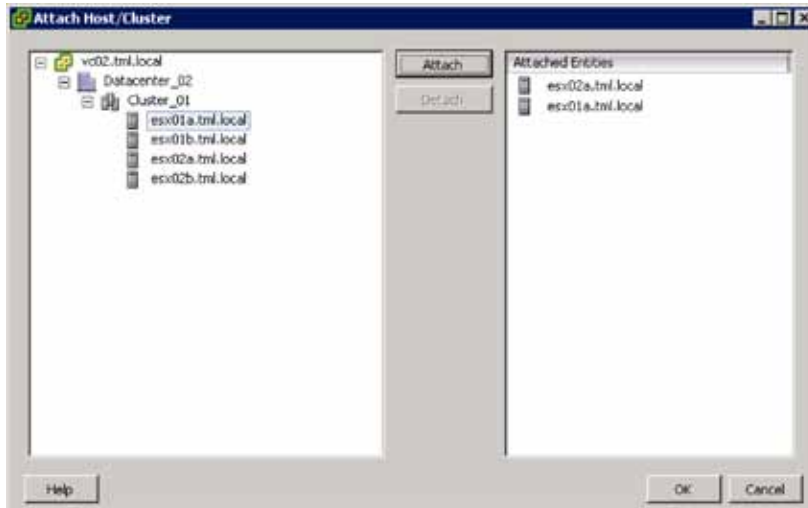 Attach Host/Cluster
vc02.tml.local
Datacenter_02
Cluster_01
esx01a.tml.local
esx01b.tml.local
esx02a.tml.local
esx02b.tml.local
Attach
Detach
Attached Entities
esx02a.tml.local
esx01a.tml.local
Help
OK
Cancel